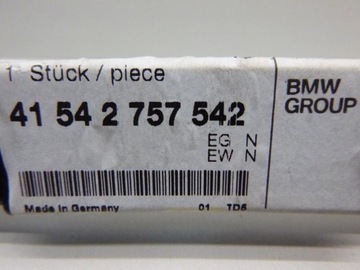 1 Stück / piece
41 54 2 757 542
EG N
EW N
Made in Germany 01 TD5
BMW
GROUP